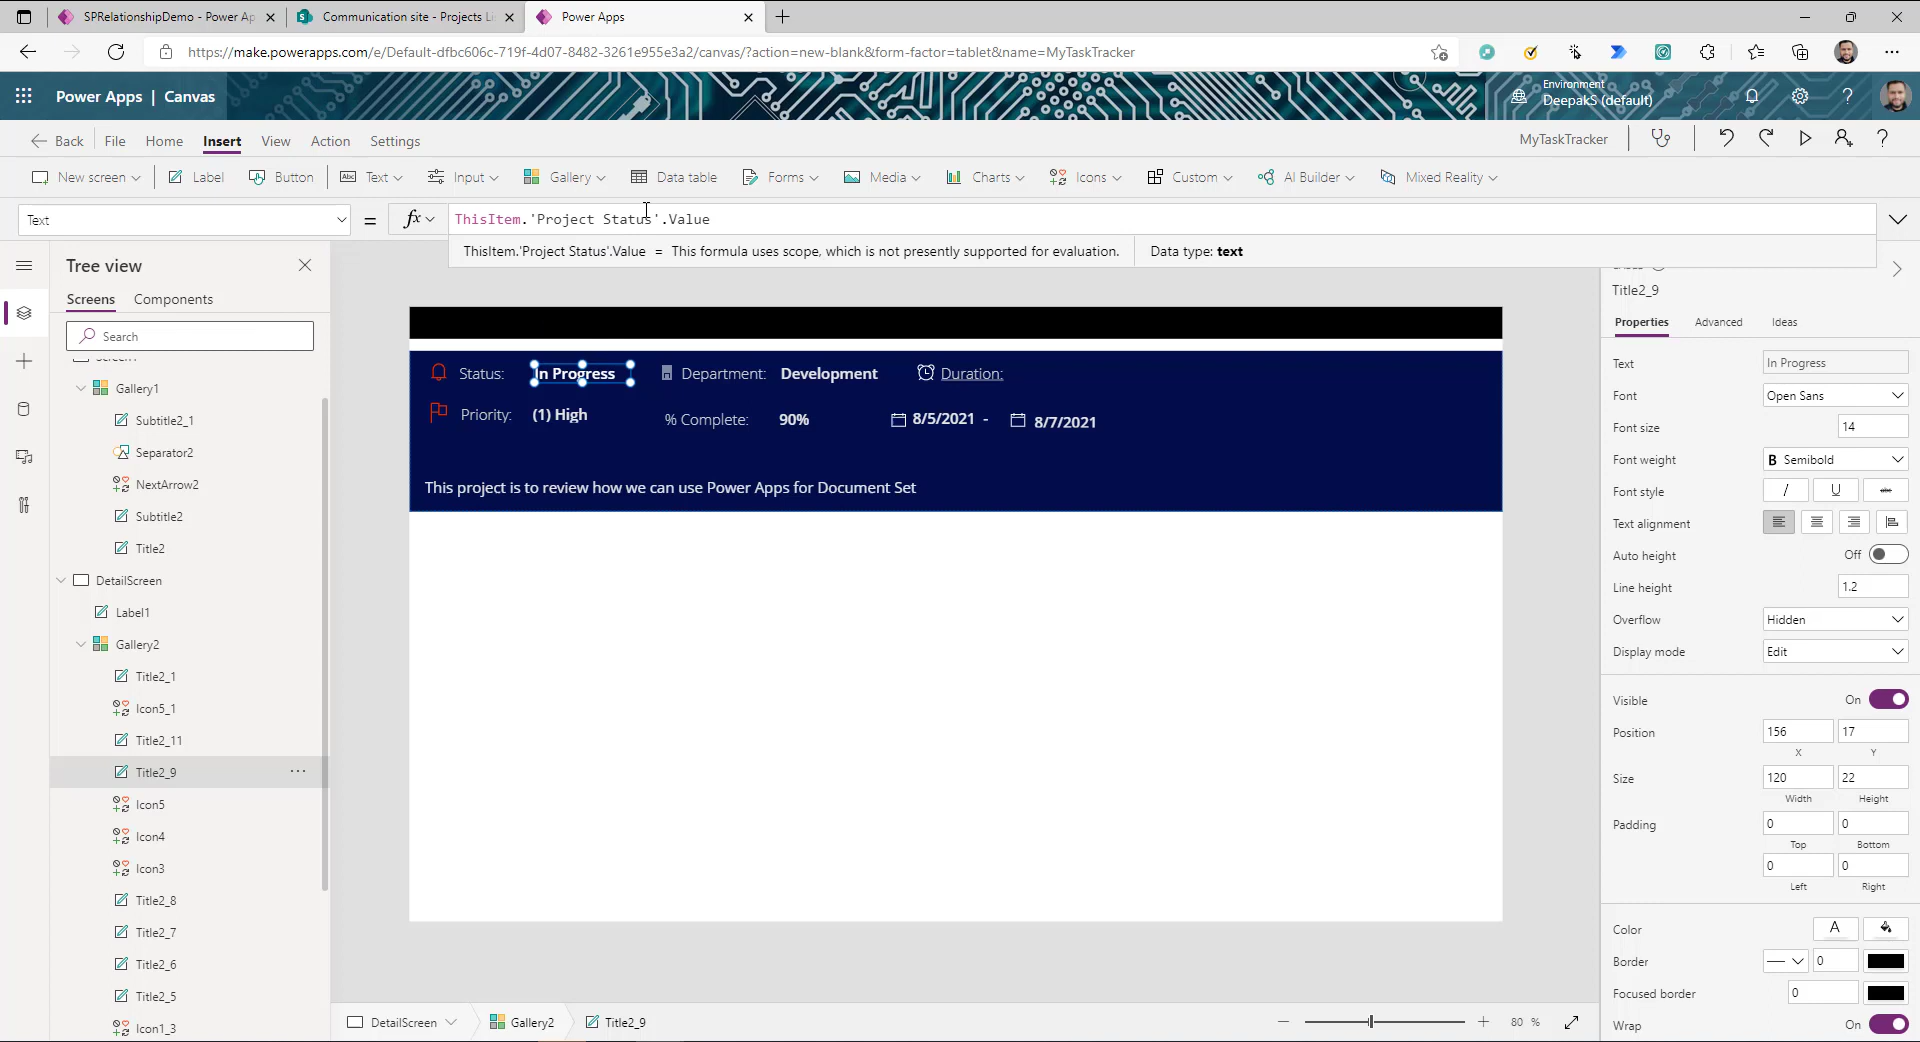 SPRelationshipDemo - Power Ap
Communication site - Projects Li
Power Apps
https://make.powerapps.com/e/Default-dfbc606c-719f-4d07-8482-3261e955e3a2/canvas/?action=new-blank&form-factor=tablet&name=MyTaskTracker
Power Apps | Canvas
Environment
DeepakS (default)
Back File Home Insert View Action Settings
MyTaskTracker
New screen Label Button Text Input Gallery Data table Forms Media Charts Icons Custom AI Builder Mixed Reality
Text = fx ThisItem.'Project Status'.Value
ThisItem.'Project Status'.Value = This formula uses scope, which is not presently supported for evaluation. Data type: text
Tree view
Screens Components
Search
Gallery1
Subtitle2_1
Separator2
NextArrow2
Subtitle2
Title2
DetailScreen
Label1
Gallery2
Title2_1
Icon5_1
Title2_11
Title2_9
Icon5
Icon4
Icon3
Title2_8
Title2_7
Title2_6
Title2_5
Icon1_3
Status: In Progress Department: Development Duration:
Priority: (1) High % Complete: 90% 8/5/2021 - 8/7/2021
This project is to review how we can use Power Apps for Document Set
DetailScreen Gallery2 Title2_9
80 %
Title2_9
Properties Advanced Ideas
Text In Progress
Font Open Sans
Font size 14
Font weight B Semibold
Font style / U abc
Text alignment
Auto height Off
Line height 1.2
Overflow Hidden
Display mode Edit
Visible On
Position 156 17
X Y
Size 120 22
Width Height
Padding 0 0
Top Bottom
0 0
Left Right
Color A
Border 0
Focused border 0
Wrap On